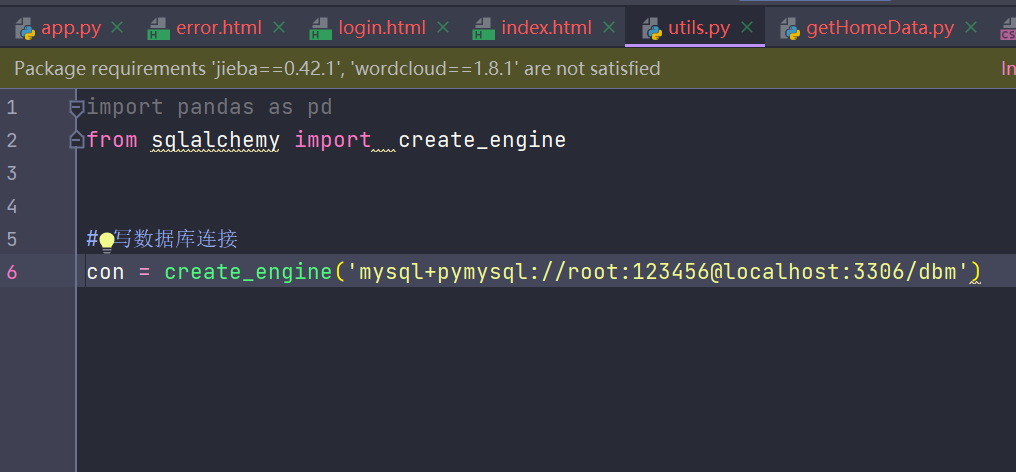 app.py error.html login.html index.html utils.py getHomeData.py
Package requirements 'jieba==0.42.1', 'wordcloud==1.8.1' are not satisfied In
1 import pandas as pd
2 from sqlalchemy import  create_engine
3
4
5 # 写数据库连接
6 con = create_engine('mysql+pymysql://root:123456@localhost:3306/dbm')